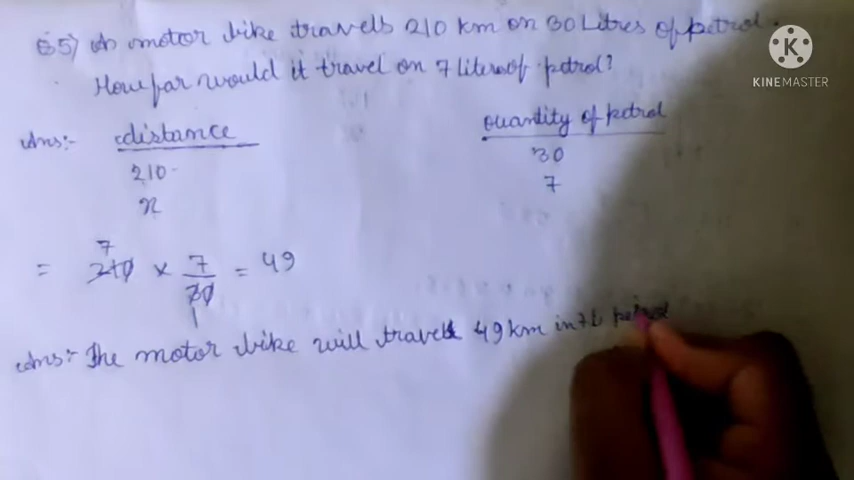 Q5) A motor bike travels 210 km on 30 Litres of petrol.
How far would it travel on 7 liters of petrol?
KINEMASTER
Ans:- distance quantity of petrol
210 30
x 7
= 210 × 7/30 = 49
7
1
Ans:- The motor bike will travel 49 km in 7 L petrol